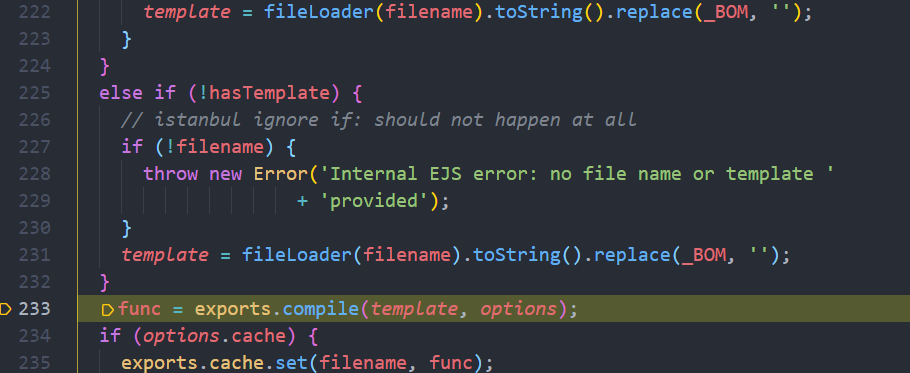 222 template = fileLoader(filename).toString().replace(_BOM, '');
223 }
224 }
225 else if (!hasTemplate) {
226 // istanbul ignore if: should not happen at all
227 if (!filename) {
228 throw new Error('Internal EJS error: no file name or template '
229 + 'provided');
230 }
231 template = fileLoader(filename).toString().replace(_BOM, '');
232 }
233 func = exports.compile(template, options);
234 if (options.cache) {
235 exports.cache.set(filename, func);